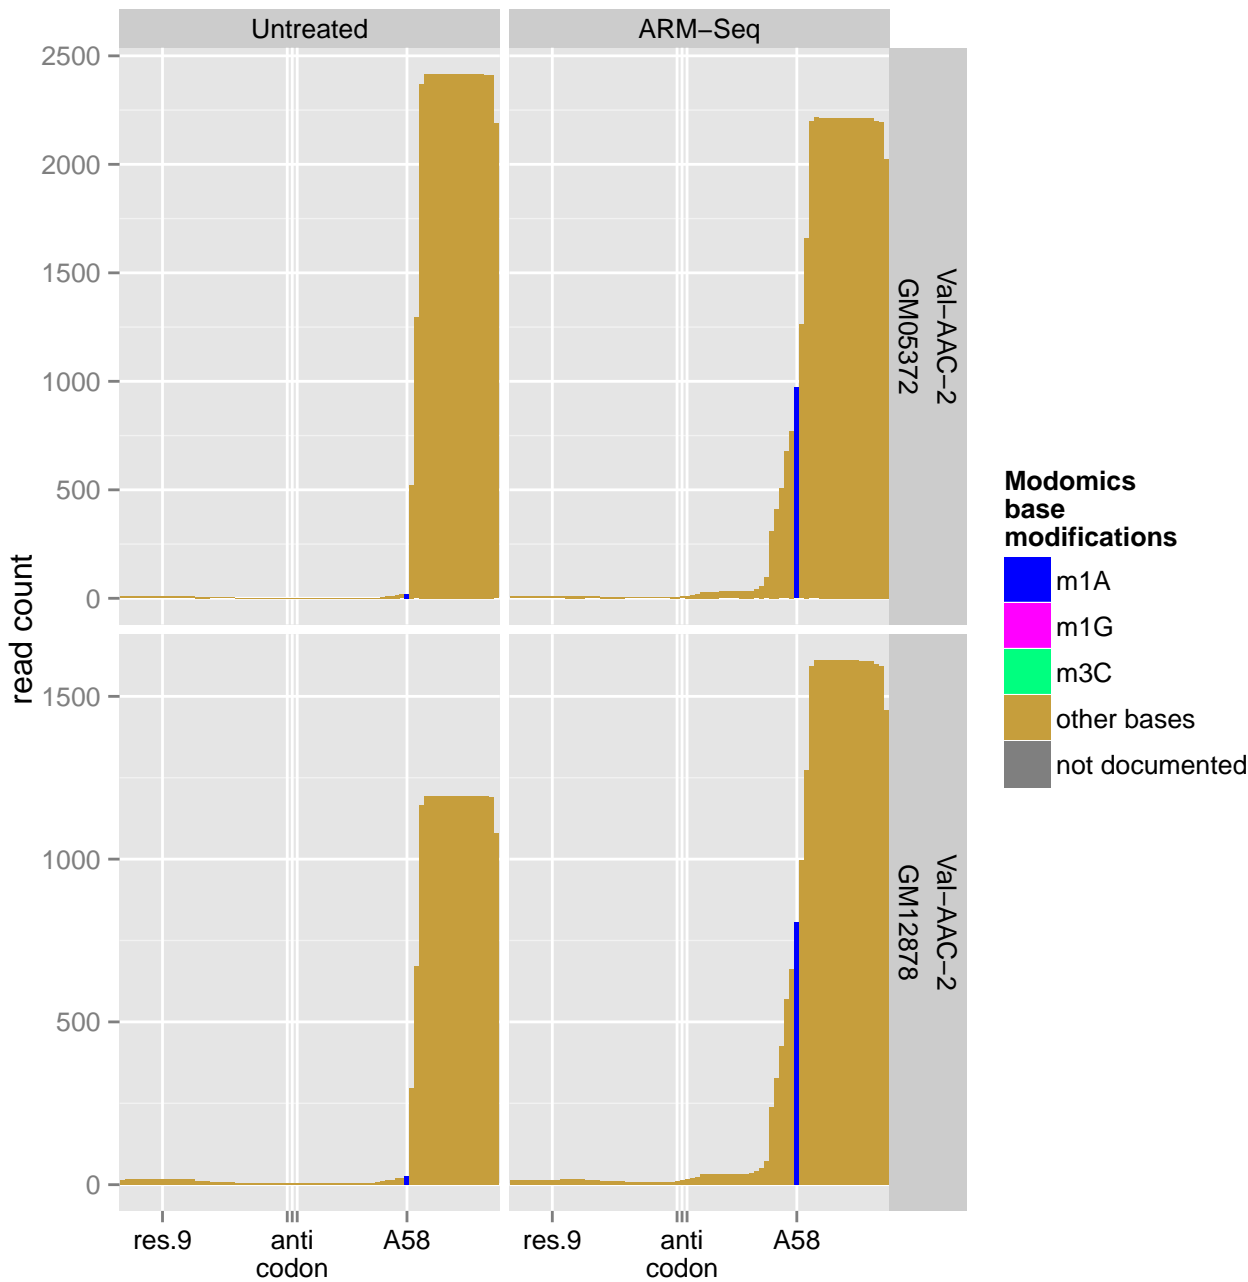 Untreated
ARM-Seq
2500
2000
1500
1000
500
0
Val-AAC-2
GM05372
1500
1000
500
0
Val-AAC-2
GM12878
read count
res.9
anti
codon
A58
res.9
anti
codon
A58
Modomics
base
modifications
m1A
m1G
m3C
other bases
not documented